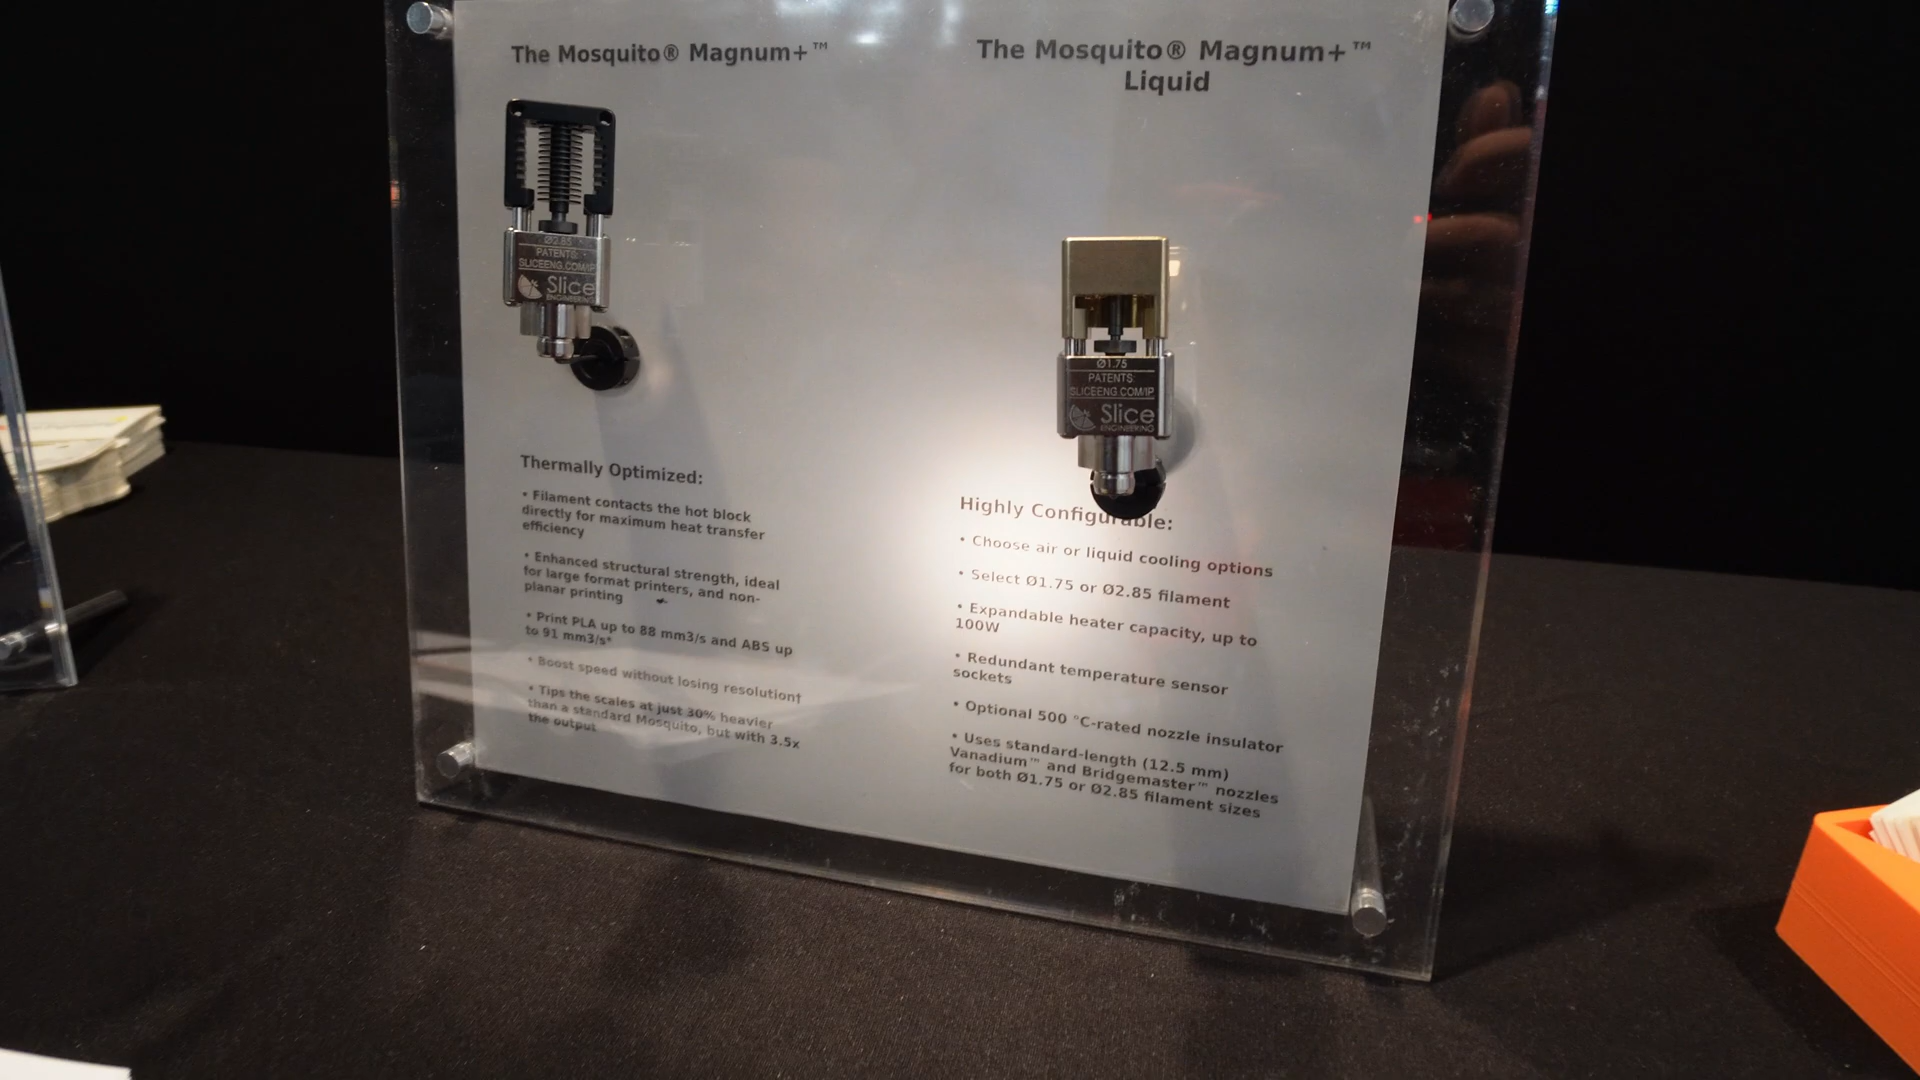 The Mosquito® Magnum+™
Ø2.85
PATENTS:
SLICEENG.COM/IP
Slice
ENGINEERING
Thermally Optimized:
• Filament contacts the hot block
directly for maximum heat transfer
efficiency
• Enhanced structural strength, ideal
for large format printers, and non-
planar printing
• Print PLA up to 88 mm3/s and ABS up
to 91 mm3/s*
• Boost speed without losing resolution†
• Tips the scales at just 30% heavier
than a standard Mosquito, but with 3.5x
the output
The Mosquito® Magnum+™
Liquid
Ø1.75
PATENTS:
SLICEENG.COM/IP
Slice
ENGINEERING
Highly Configurable:
• Choose air or liquid cooling options
• Select Ø1.75 or Ø2.85 filament
• Expandable heater capacity, up to
100W
• Redundant temperature sensor
sockets
• Optional 500 °C-rated nozzle insulator
• Uses standard-length (12.5 mm)
Vanadium™ and Bridgemaster™ nozzles
for both Ø1.75 or Ø2.85 filament sizes